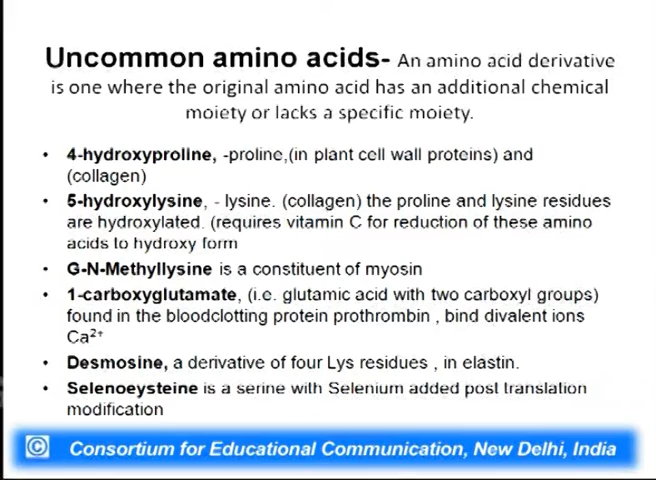 Uncommon amino acids- An amino acid derivative
is one where the original amino acid has an additional chemical
moiety or lacks a specific moiety.
• 4-hydroxyproline, -proline,(in plant cell wall proteins) and
(collagen)
• 5-hydroxylysine, - lysine. (collagen) the proline and lysine residues
are hydroxylated. (requires vitamin C for reduction of these amino
acids to hydroxy form
• G-N-Methyllysine is a constituent of myosin
• 1-carboxyglutamate, (i.e. glutamic acid with two carboxyl groups)
found in the bloodclotting protein prothrombin , bind divalent ions
Ca²⁺
• Desmosine, a derivative of four Lys residues , in elastin.
• Selenoeysteine is a serine with Selenium added post translation
modification
© Consortium for Educational Communication, New Delhi, India